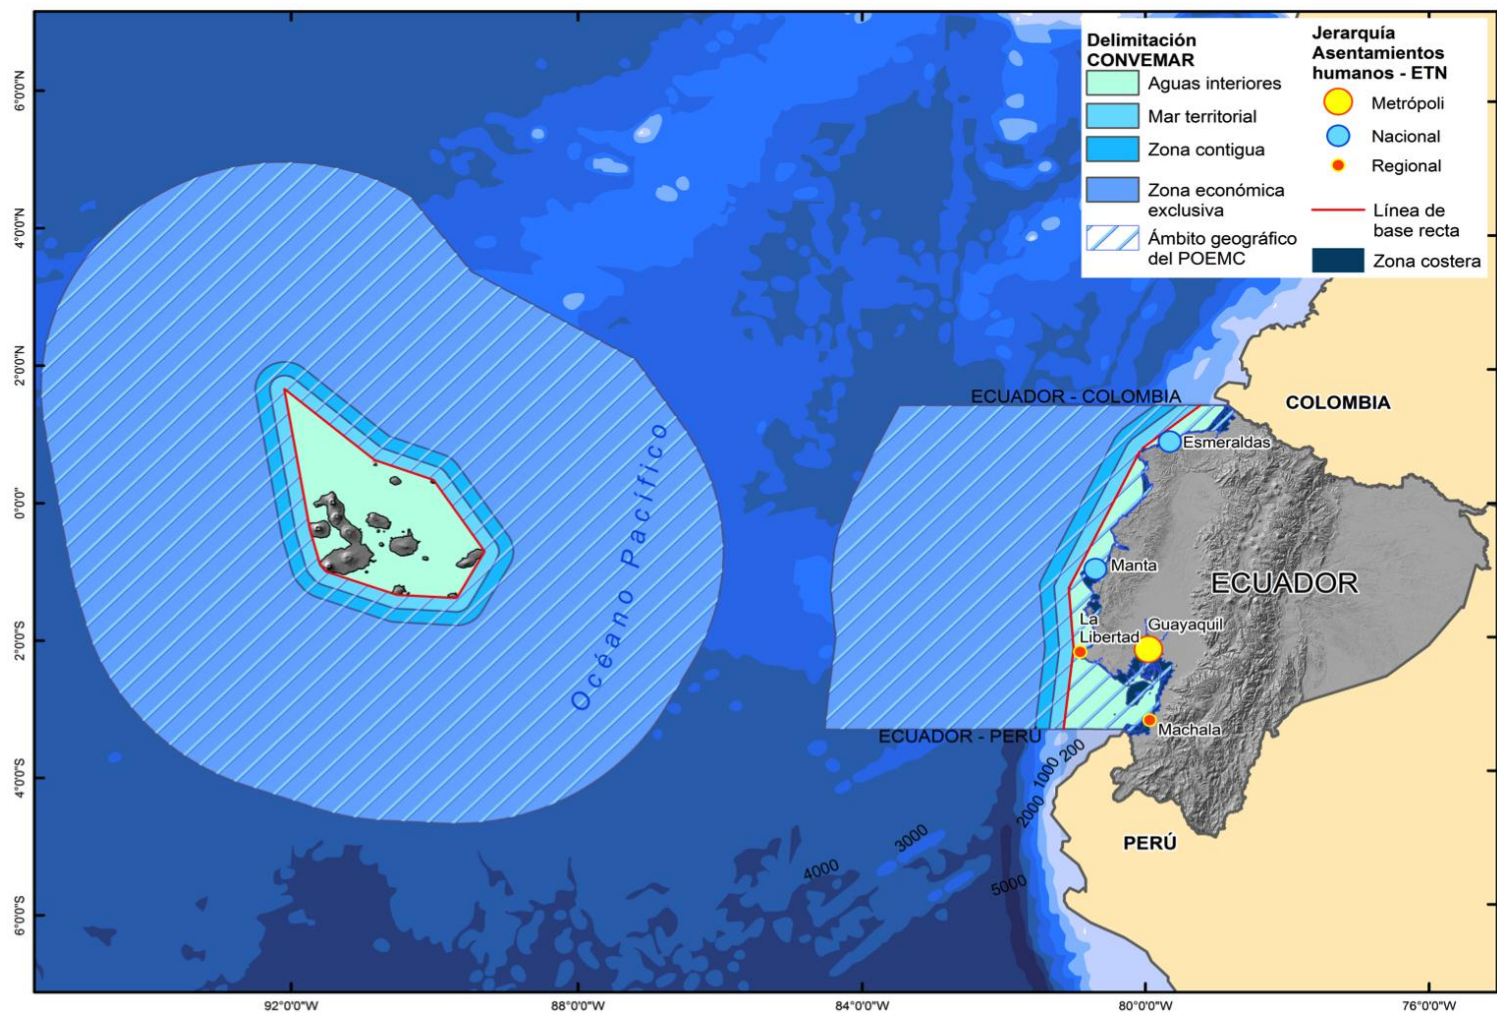 Delimitación
CONVEMAR
Aguas interiores
Mar territorial
Zona contigua
Zona económica
exclusiva
Ámbito geográfico
del POEMC
Jerarquía
Asentamientos
humanos - ETN
Metrópoli
Nacional
Regional
Línea de
base recta
Zona costera
6°0'0"N
4°0'0"N
2°0'0"N
0°0'0"
2°0'0"S
4°0'0"S
6°0'0"S
ECUADOR - COLOMBIA
COLOMBIA
Esmeraldas
Océano Pacífico
Manta
ECUADOR
La
Libertad
Guayaquil
Machala
ECUADOR - PERÚ
200
1000
2000
3000
4000
5000
PERÚ
92°0'0"W
88°0'0"W
84°0'0"W
80°0'0"W
76°0'0"W